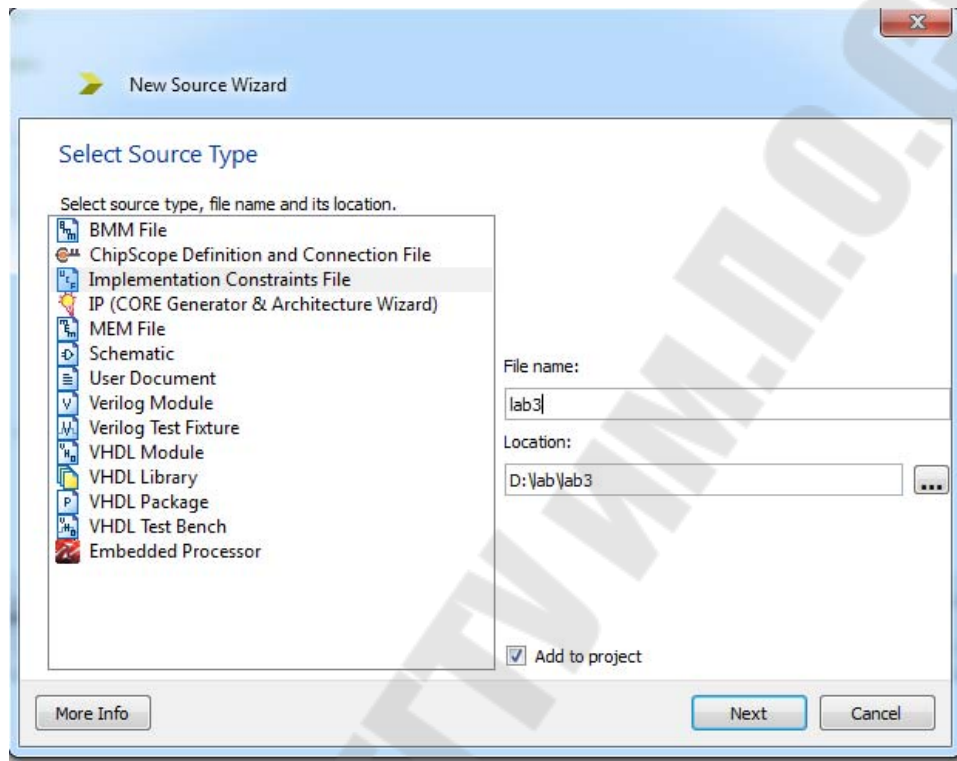 New Source Wizard
Select Source Type
Select source type, file name and its location.
BMM File
ChipScope Definition and Connection File
Implementation Constraints File
IP (CORE Generator & Architecture Wizard)
MEM File
Schematic
User Document
Verilog Module
Verilog Test Fixture
VHDL Module
VHDL Library
VHDL Package
VHDL Test Bench
Embedded Processor
File name:
lab3
Location:
D:\lab\lab3
...
Add to project
More Info
Next
Cancel
ГГТУ ИМ.П.О.С